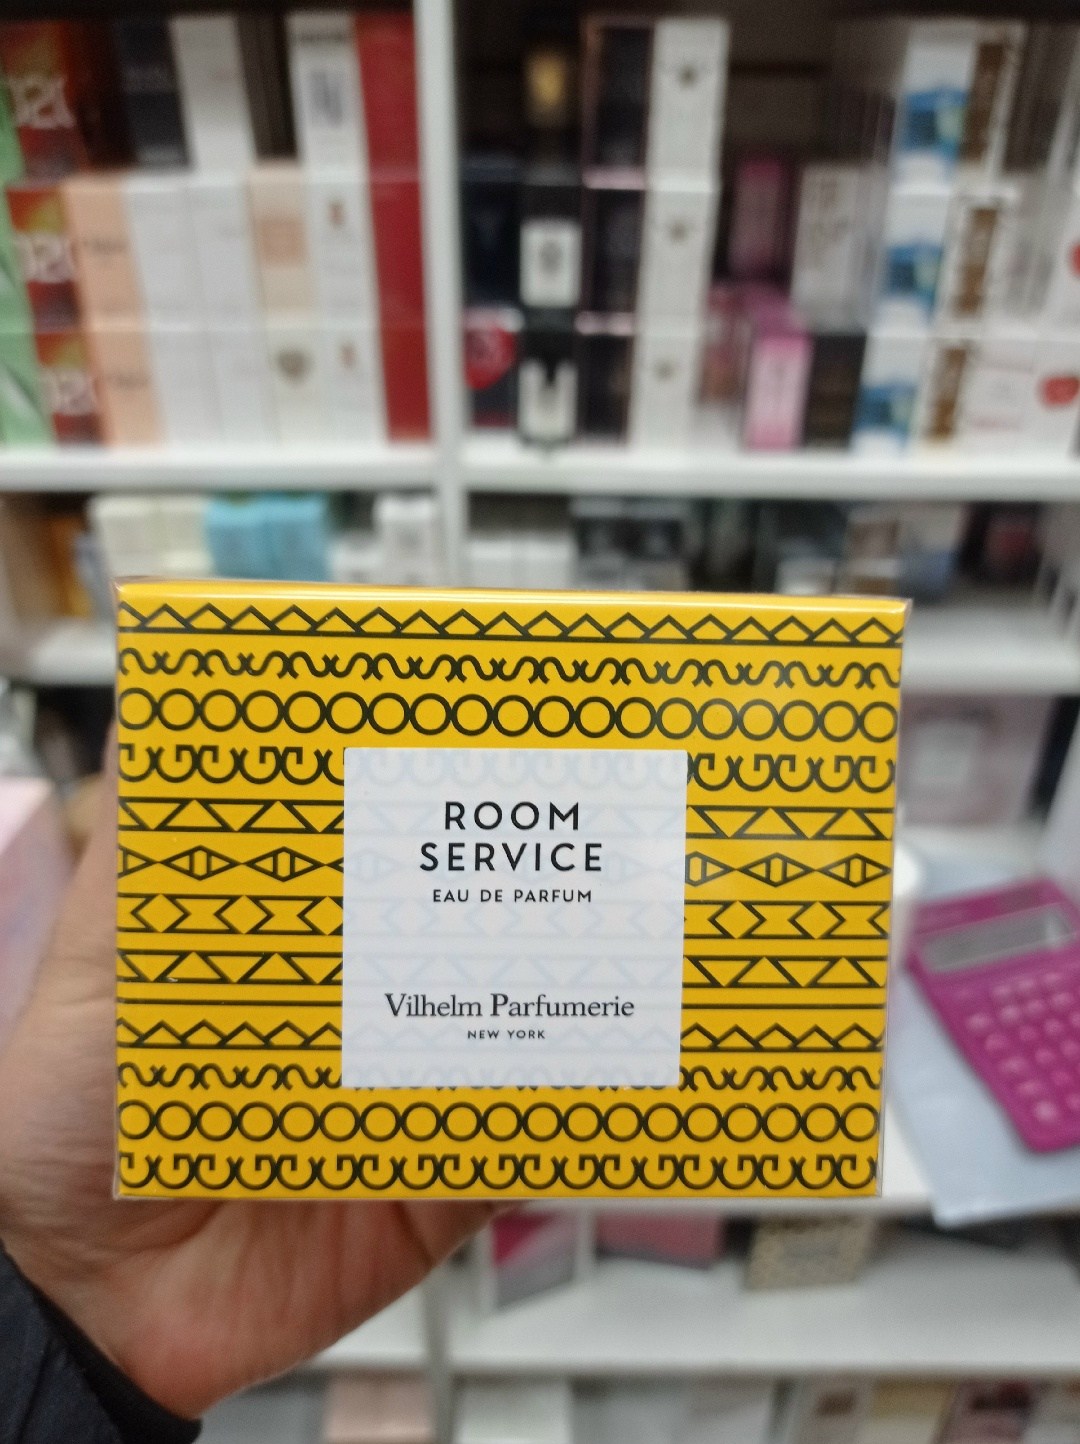 ROOM
SERVICE
EAU DE PARFUM
Vilhelm Parfumerie
NEW YORK